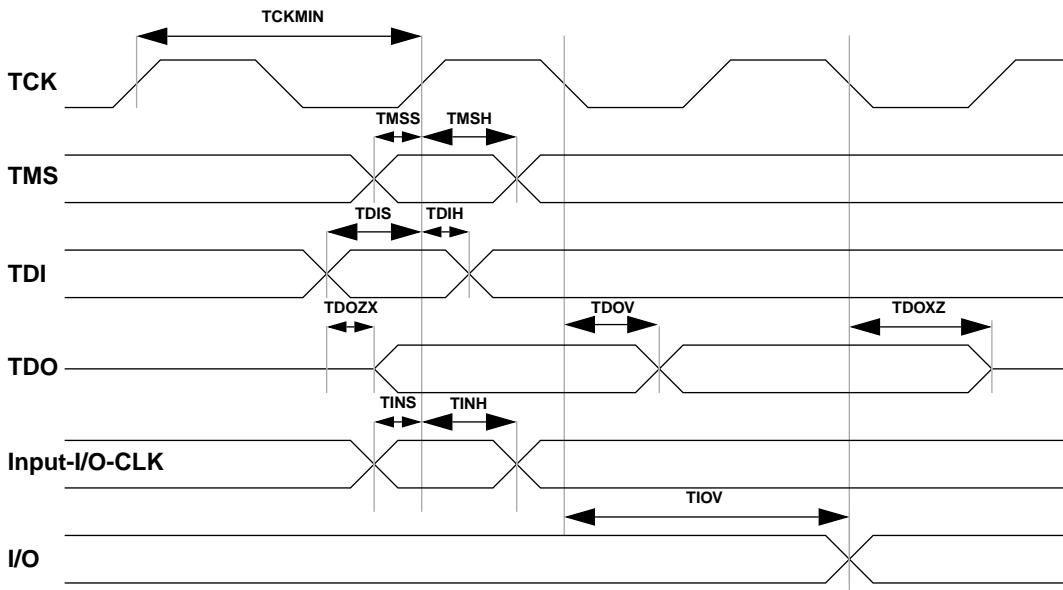 TCKMIN
TCK
TMSS TMSH
TMS
TDIS TDIH
TDI
TDOZX TDOV TDOXZ
TDO
TINS TINH
Input-I/O-CLK
TIOV
I/O